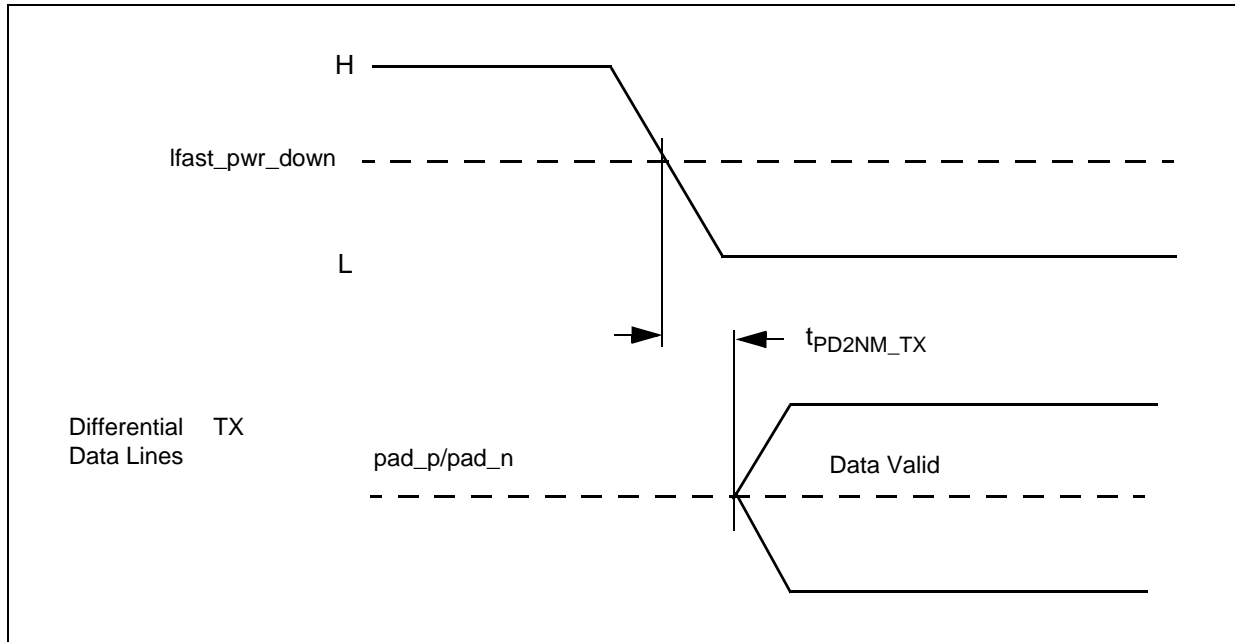 H
lfast_pwr_down
L
tPD2NM_TX
Differential TX
Data Lines
pad_p/pad_n
Data Valid